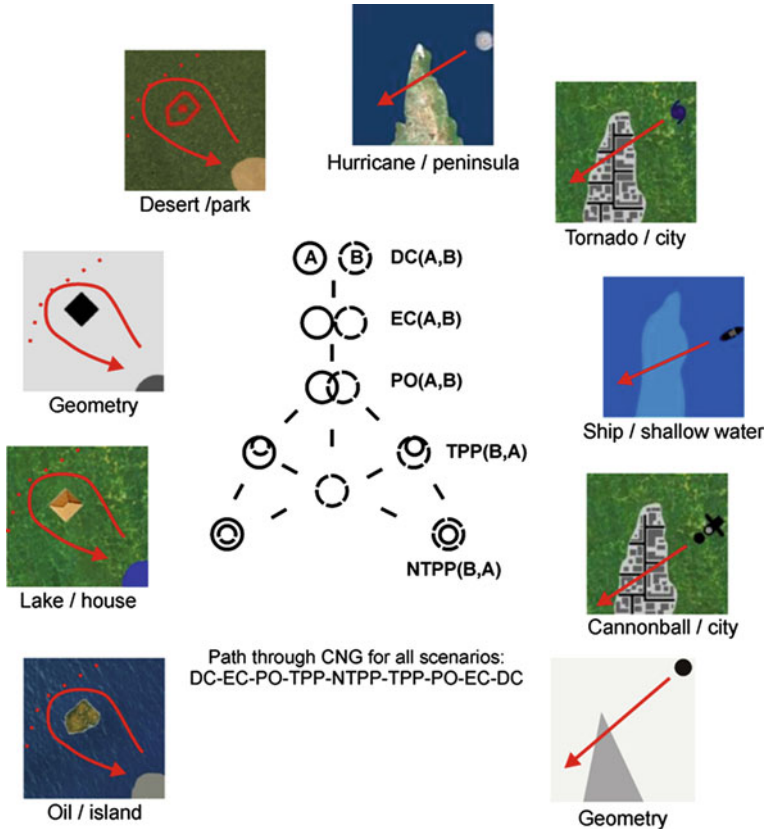 Hurricane / peninsula
Desert /park
Tornado / city
A B DC(A,B)
EC(A,B)
Geometry
PO(A,B)
Ship / shallow water
TPP(B,A)
NTPP(B,A)
Lake / house
Cannonball / city
Path through CNG for all scenarios:
DC-EC-PO-TPP-NTPP-TPP-PO-EC-DC
Oil / island
Geometry